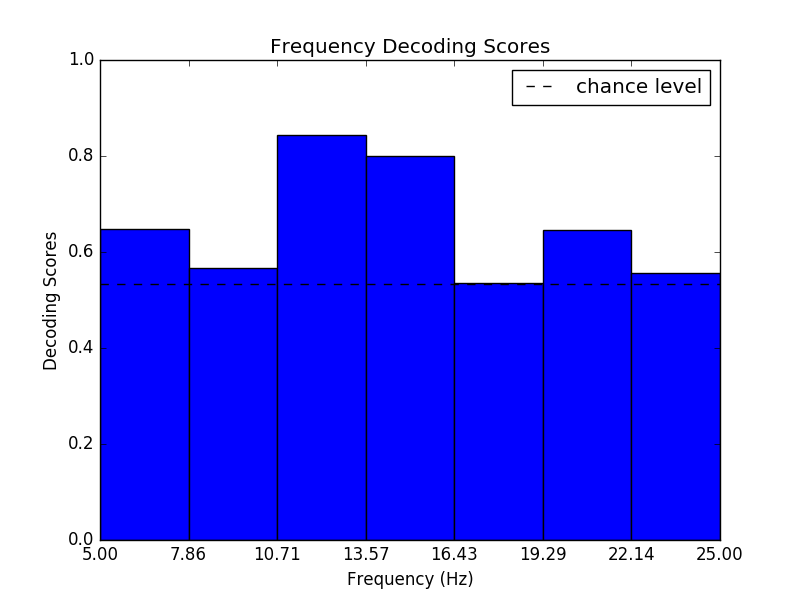 Frequency Decoding Scores
chance level
1.0
0.8
0.6
0.4
0.2
0.0
Decoding Scores
5.00 7.86 10.71 13.57 16.43 19.29 22.14 25.00
Frequency (Hz)